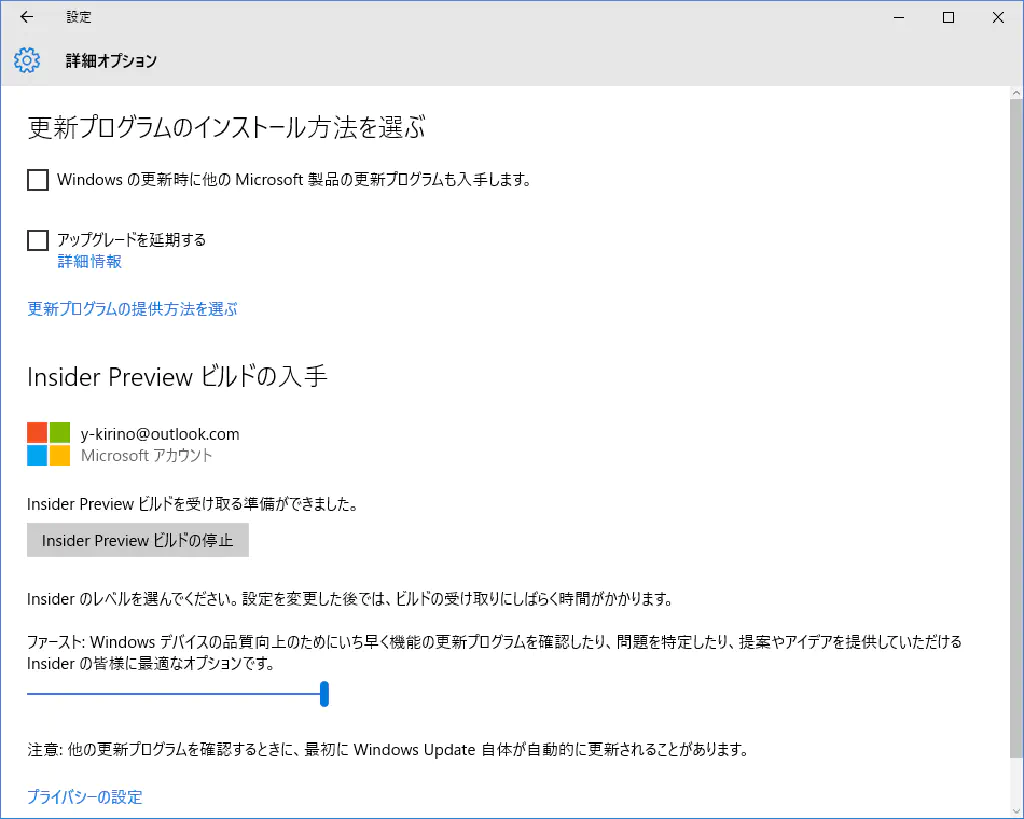 設定
詳細オプション
更新プログラムのインストール方法を選ぶ
Windows の更新時に他の Microsoft 製品の更新プログラムも入手します。
アップグレードを延期する
詳細情報
更新プログラムの提供方法を選ぶ
Insider Preview ビルドの入手
y-kirino@outlook.com
Microsoft アカウント
Insider Preview ビルドを受け取る準備ができました。
Insider Preview ビルドの停止
Insider のレベルを選んでください。設定を変更した後では、ビルドの受け取りにしばらく時間がかかります。
ファースト: Windows デバイスの品質向上のためにいち早く機能の更新プログラムを確認したり、問題を特定したり、提案やアイデアを提供していただける
Insider の皆様に最適なオプションです。
注意: 他の更新プログラムを確認するときに、最初に Windows Update 自体が自動的に更新されることがあります。
プライバシーの設定